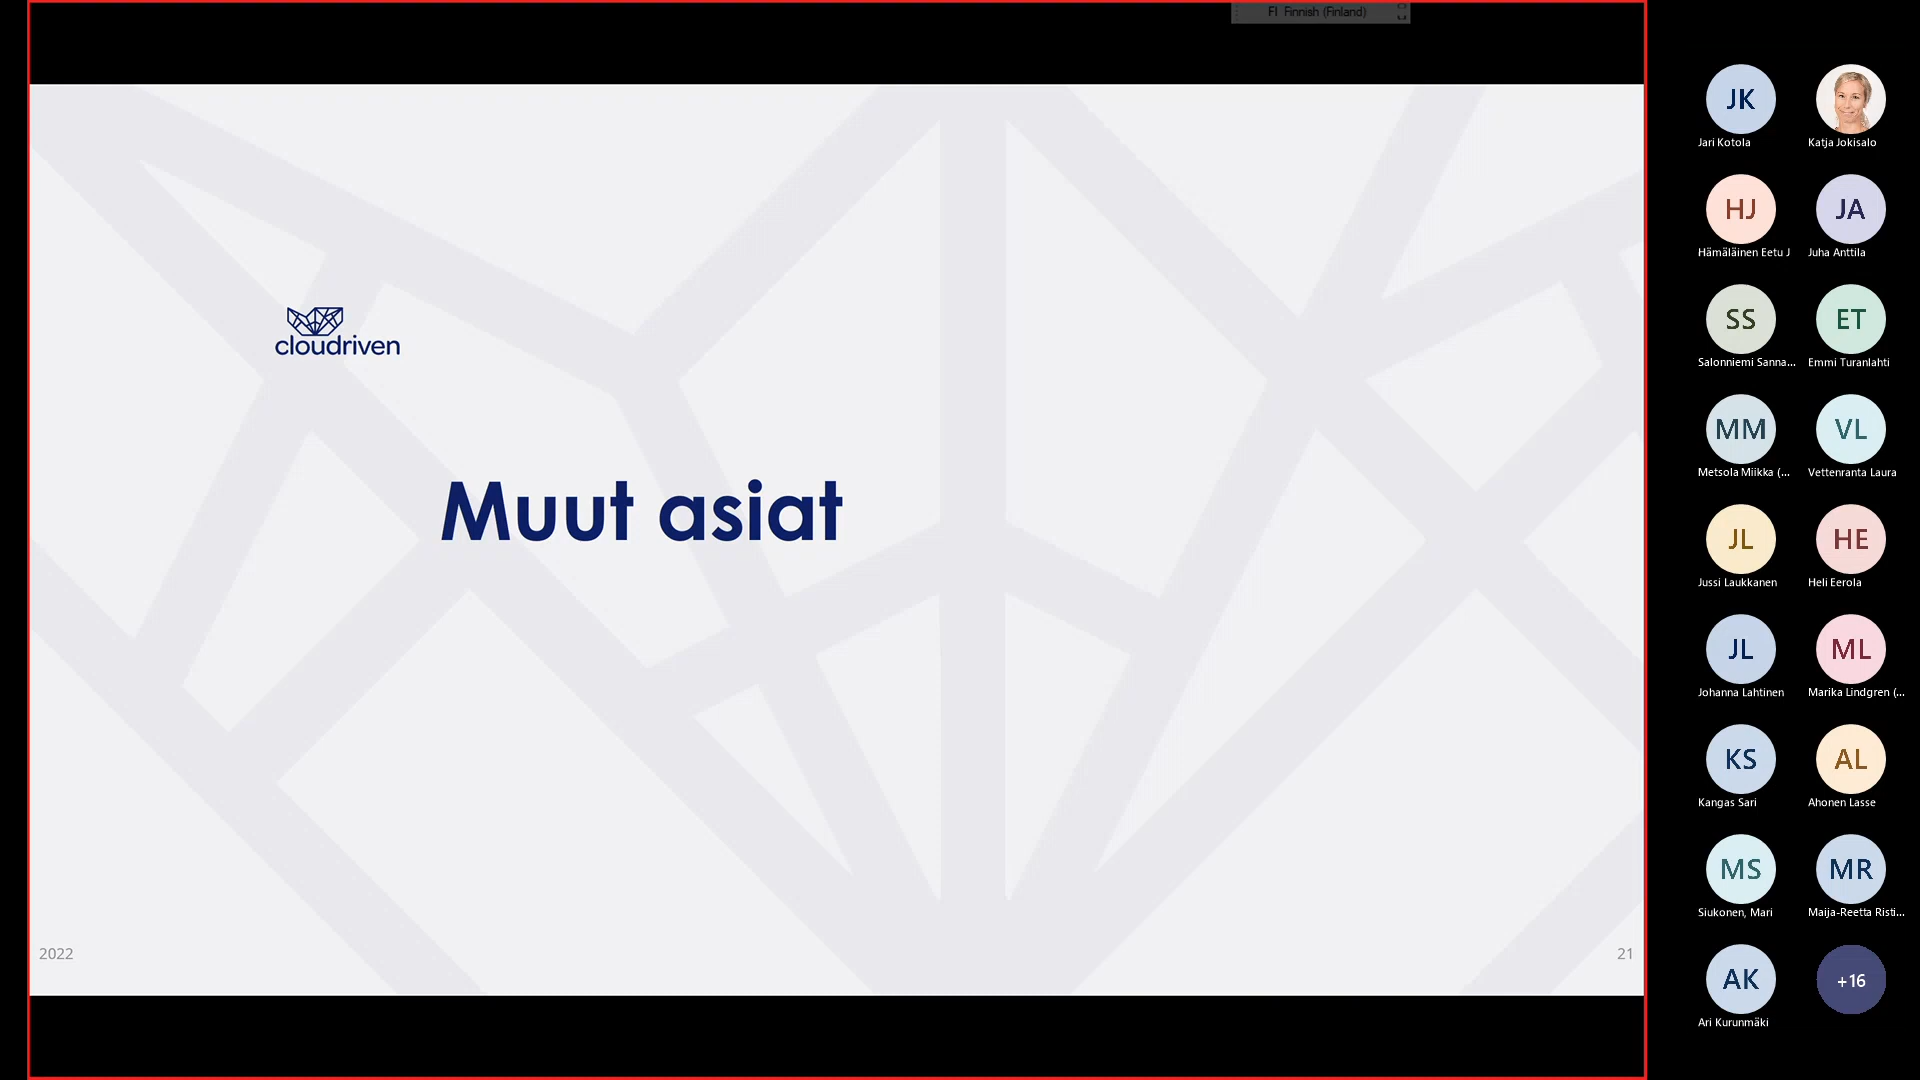 FI Finnish (Finland)
cloudriven
Muut asiat
2022
21
JK
Jari Kotola
Katja Jokisalo
HJ
Hämäläinen Eetu J
JA
Juha Anttila
SS
Salonniemi Sanna...
ET
Emmi Turanlahti
MM
Metsola Miikka (...
VL
Vettenranta Laura
JL
Jussi Laukkanen
HE
Heli Eerola
JL
Johanna Lahtinen
ML
Marika Lindgren (...
KS
Kangas Sari
AL
Ahonen Lasse
MS
Siukonen, Mari
MR
Maija-Reetta Risti...
AK
Ari Kurunmäki
+16